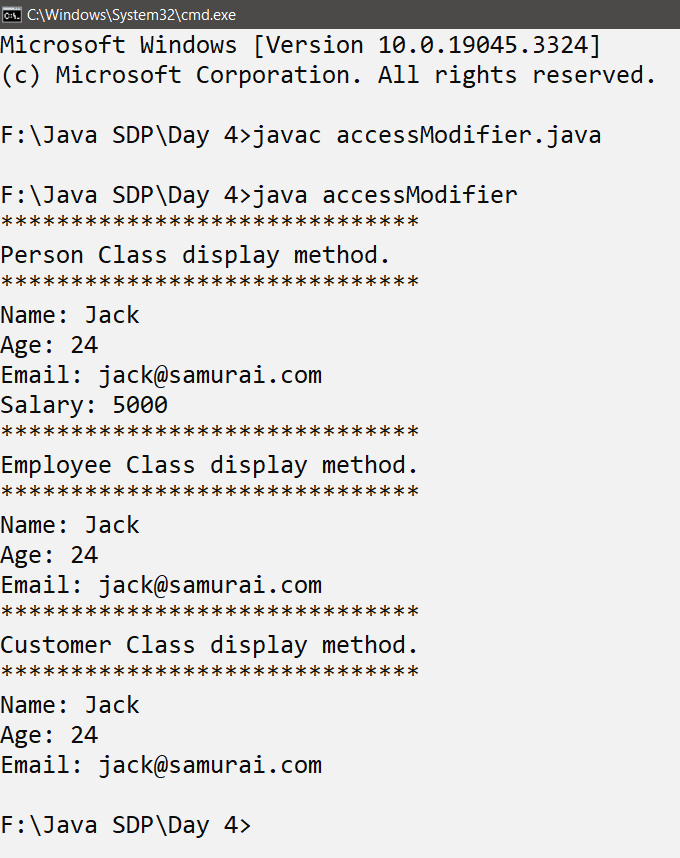 C:\Windows\System32\cmd.exe
Microsoft Windows [Version 10.0.19045.3324]
(c) Microsoft Corporation. All rights reserved.
F:\Java SDP\Day 4>javac accessModifier.java
F:\Java SDP\Day 4>java accessModifier
******************************
Person Class display method.
******************************
Name: Jack
Age: 24
Email: jack@samurai.com
Salary: 5000
******************************
Employee Class display method.
******************************
Name: Jack
Age: 24
Email: jack@samurai.com
******************************
Customer Class display method.
******************************
Name: Jack
Age: 24
Email: jack@samurai.com
F:\Java SDP\Day 4>